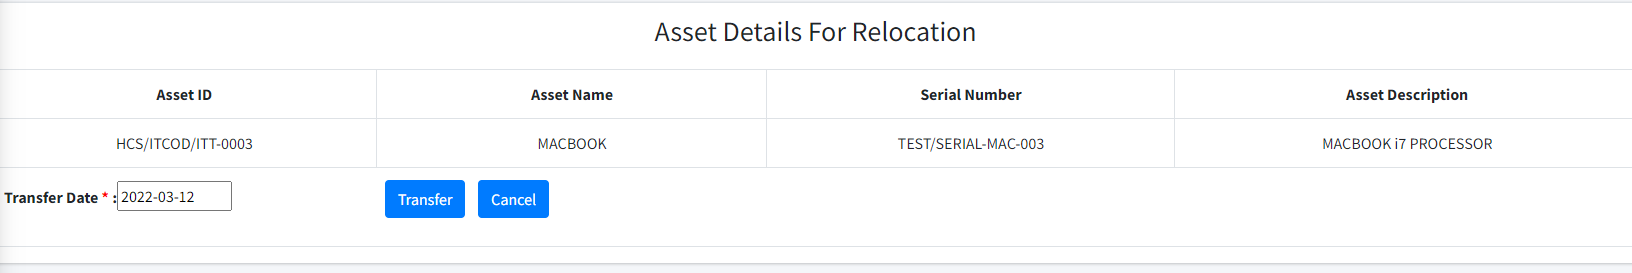 Asset Details For Relocation
Asset ID Asset Name Serial Number Asset Description
HCS/ITCOD/ITT-0003 MACBOOK TEST/SERIAL-MAC-003 MACBOOK i7 PROCESSOR
Transfer Date * : 2022-03-12 Transfer Cancel